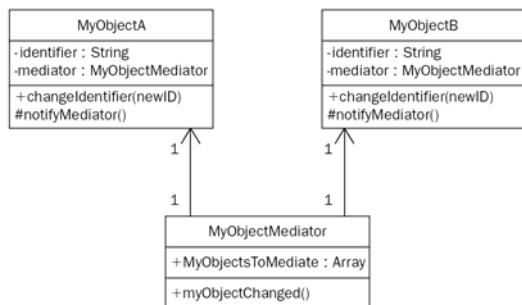 MyObjectA
-identifier : String
-mediator : MyObjectMediator
+changeIdentifier(newID)
#notifyMediator()
MyObjectB
-identifier : String
-mediator : MyObjectMediator
+changeIdentifier(newID)
#notifyMediator()
1
1
1
1
MyObjectMediator
+MyObjectsToMediate : Array
+myObjectChanged()